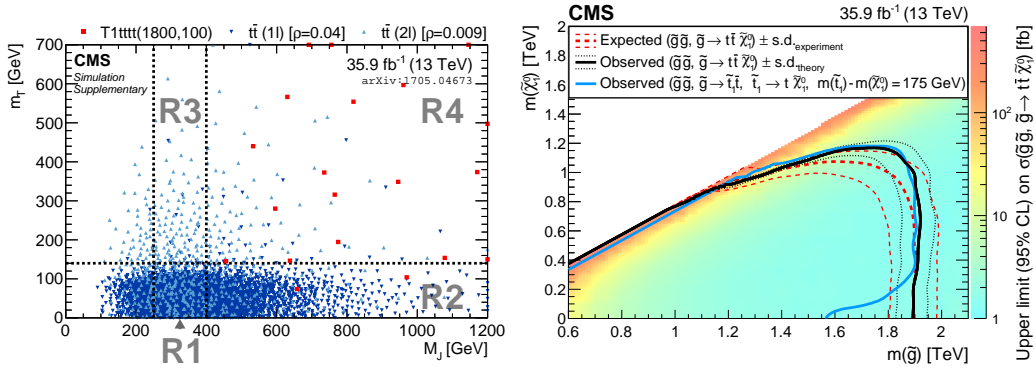 T1tttt(1800,100) tt̄ (1l) [ρ=0.04] tt̄ (2l) [ρ=0.009]
m_T [GeV]
700
600
500
400
300
200
100
0
CMS
Simulation
Supplementary
35.9 fb⁻¹ (13 TeV)
arXiv:1705.04673
R3
R4
R2
R1
0 200 400 600 800 1000 1200
M_J [GeV]
CMS 35.9 fb⁻¹ (13 TeV)
Expected (g̃g̃, g̃→ tt̄ χ̃⁰₁) ± s.d.experiment
Observed (g̃g̃, g̃→ tt̄ χ̃⁰₁) ± s.d.theory
Observed (g̃g̃, g̃→ t̃₁t̄, t̃₁→ t χ̃⁰₁, m(t̃₁) - m(χ̃⁰₁) = 175 GeV)
m(χ̃⁰₁) [TeV]
2
1.8
1.6
1.4
1.2
1
0.8
0.6
0.4
0.2
0
0.6 0.8 1 1.2 1.4 1.6 1.8 2
m(g̃) [TeV]
10²
10
1
Upper limit (95% CL) on σ(g̃g̃, g̃→ tt̄ χ̃⁰₁) [fb]